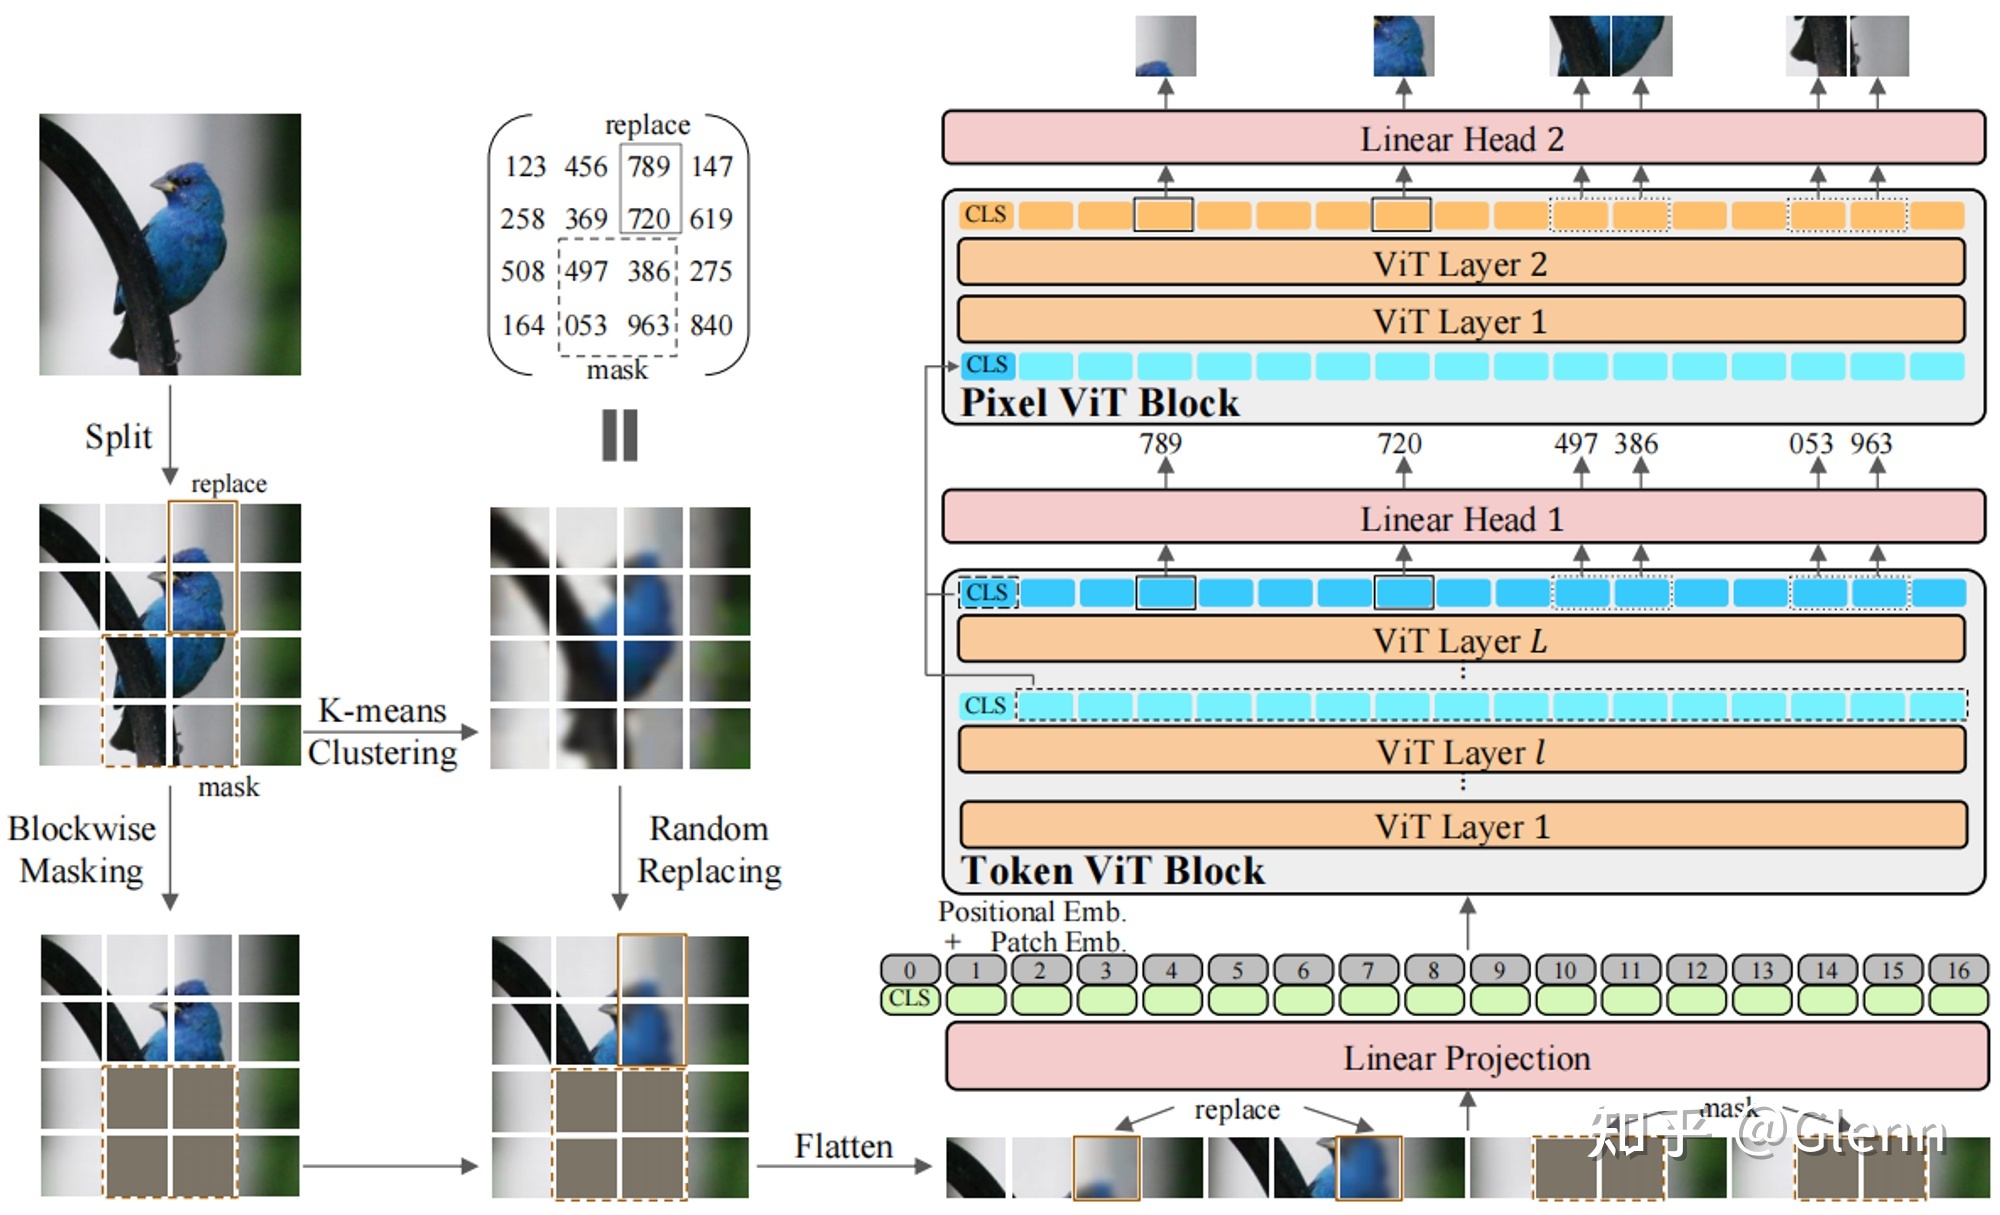 replace
123 456 789 147
258 369 720 619
508 497 386 275
164 053 963 840
mask
Split
replace
mask
K-means
Clustering
Blockwise
Masking
Random
Replacing
Flatten
Linear Head 2
CLS
ViT Layer 2
ViT Layer 1
CLS
Pixel ViT Block
789 720 497 386 053 963
Linear Head 1
CLS
ViT Layer L
CLS
ViT Layer l
ViT Layer 1
Token ViT Block
Positional Emb.
+ Patch Emb.
0 1 2 3 4 5 6 7 8 9 10 11 12 13 14 15 16
CLS
Linear Projection
replace
mask
知乎 @Glenn